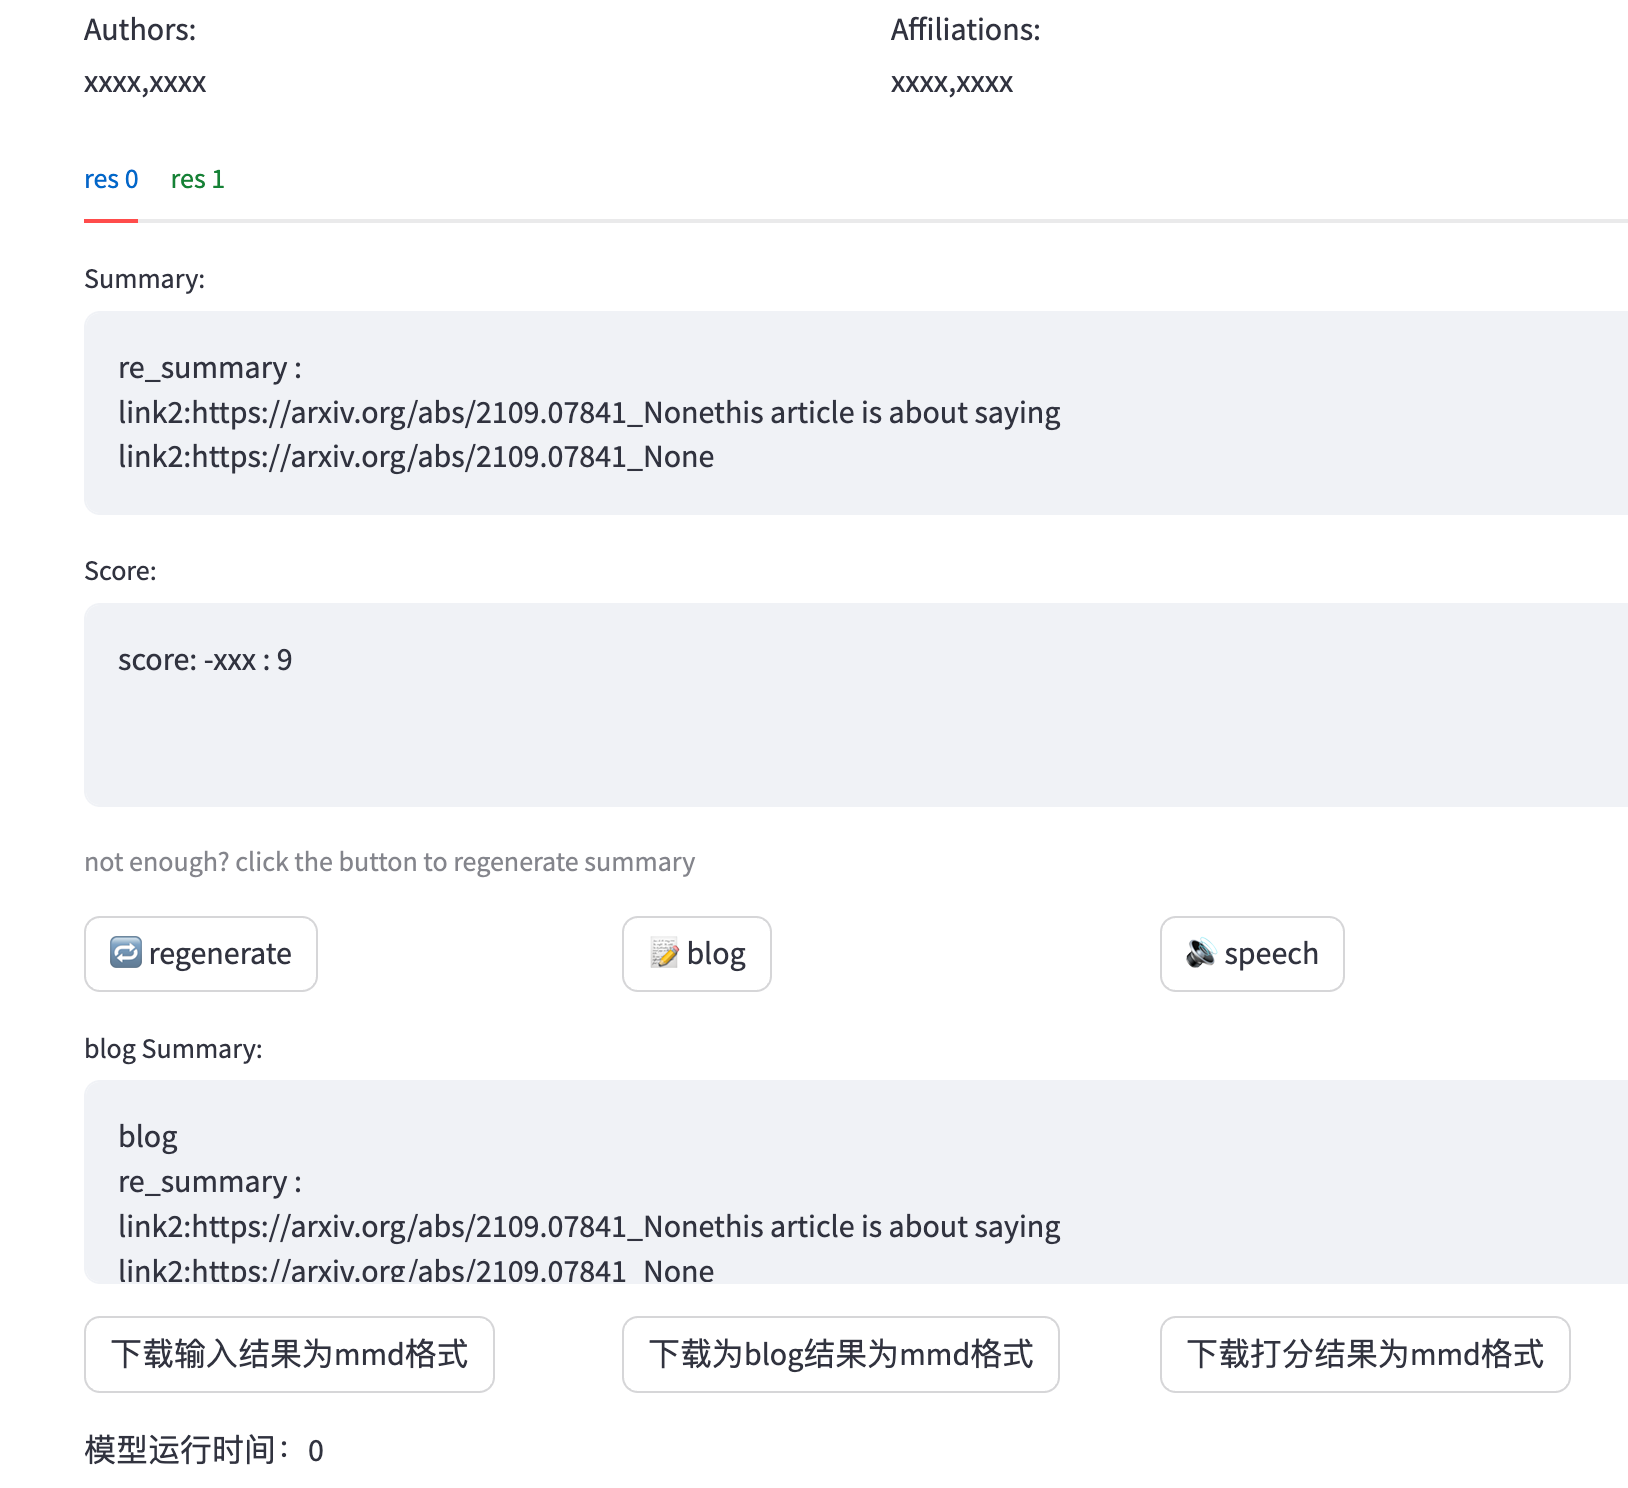 Authors:
Affiliations:
xxxx,xxxx
xxxx,xxxx
res 0
res 1
Summary:
re_summary :
link2:https://arxiv.org/abs/2109.07841_Nonethis article is about saying
link2:https://arxiv.org/abs/2109.07841_None
Score:
score: -xxx : 9
not enough? click the button to regenerate summary
🔁 regenerate
📝 blog
🔊 speech
blog Summary:
blog
re_summary :
link2:https://arxiv.org/abs/2109.07841_Nonethis article is about saying
link2:https://arxiv.org/abs/2109.07841_None
下载输入结果为mmd格式
下载为blog结果为mmd格式
下载打分结果为mmd格式
模型运行时间：0